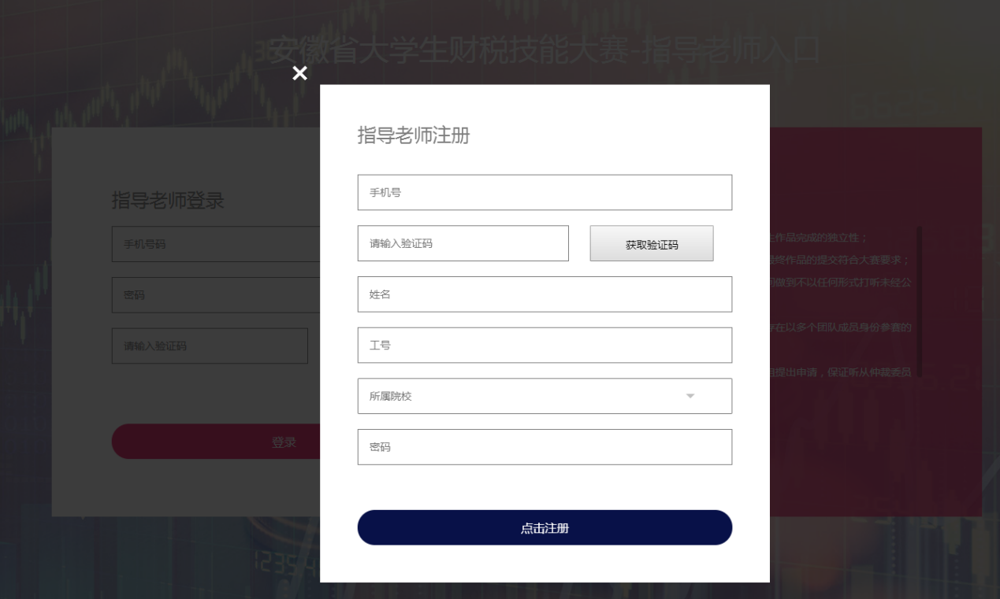 安徽省大学生财税技能大赛-指导老师入口
×
指导老师注册
手机号
请输入验证码
获取验证码
姓名
工号
所属院校
密码
点击注册
指导老师登录
手机号码
密码
请输入验证码
登录
作品完成的独立性；
终作品的提交符合大赛要求；
做到不以任何形式打听未经公
在以多个团队成员身份参赛的
提出申请，保证听从仲裁委员